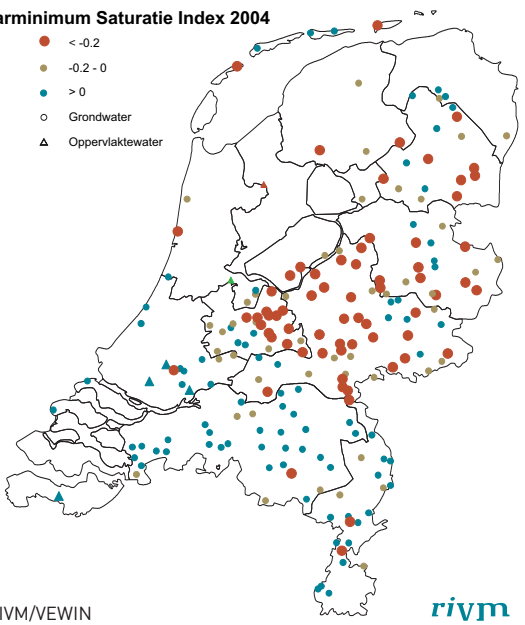 arminimum Saturatie Index 2004
< -0.2
-0.2 - 0
> 0
Grondwater
Oppervlaktewater
IVM/VEWIN
rivm